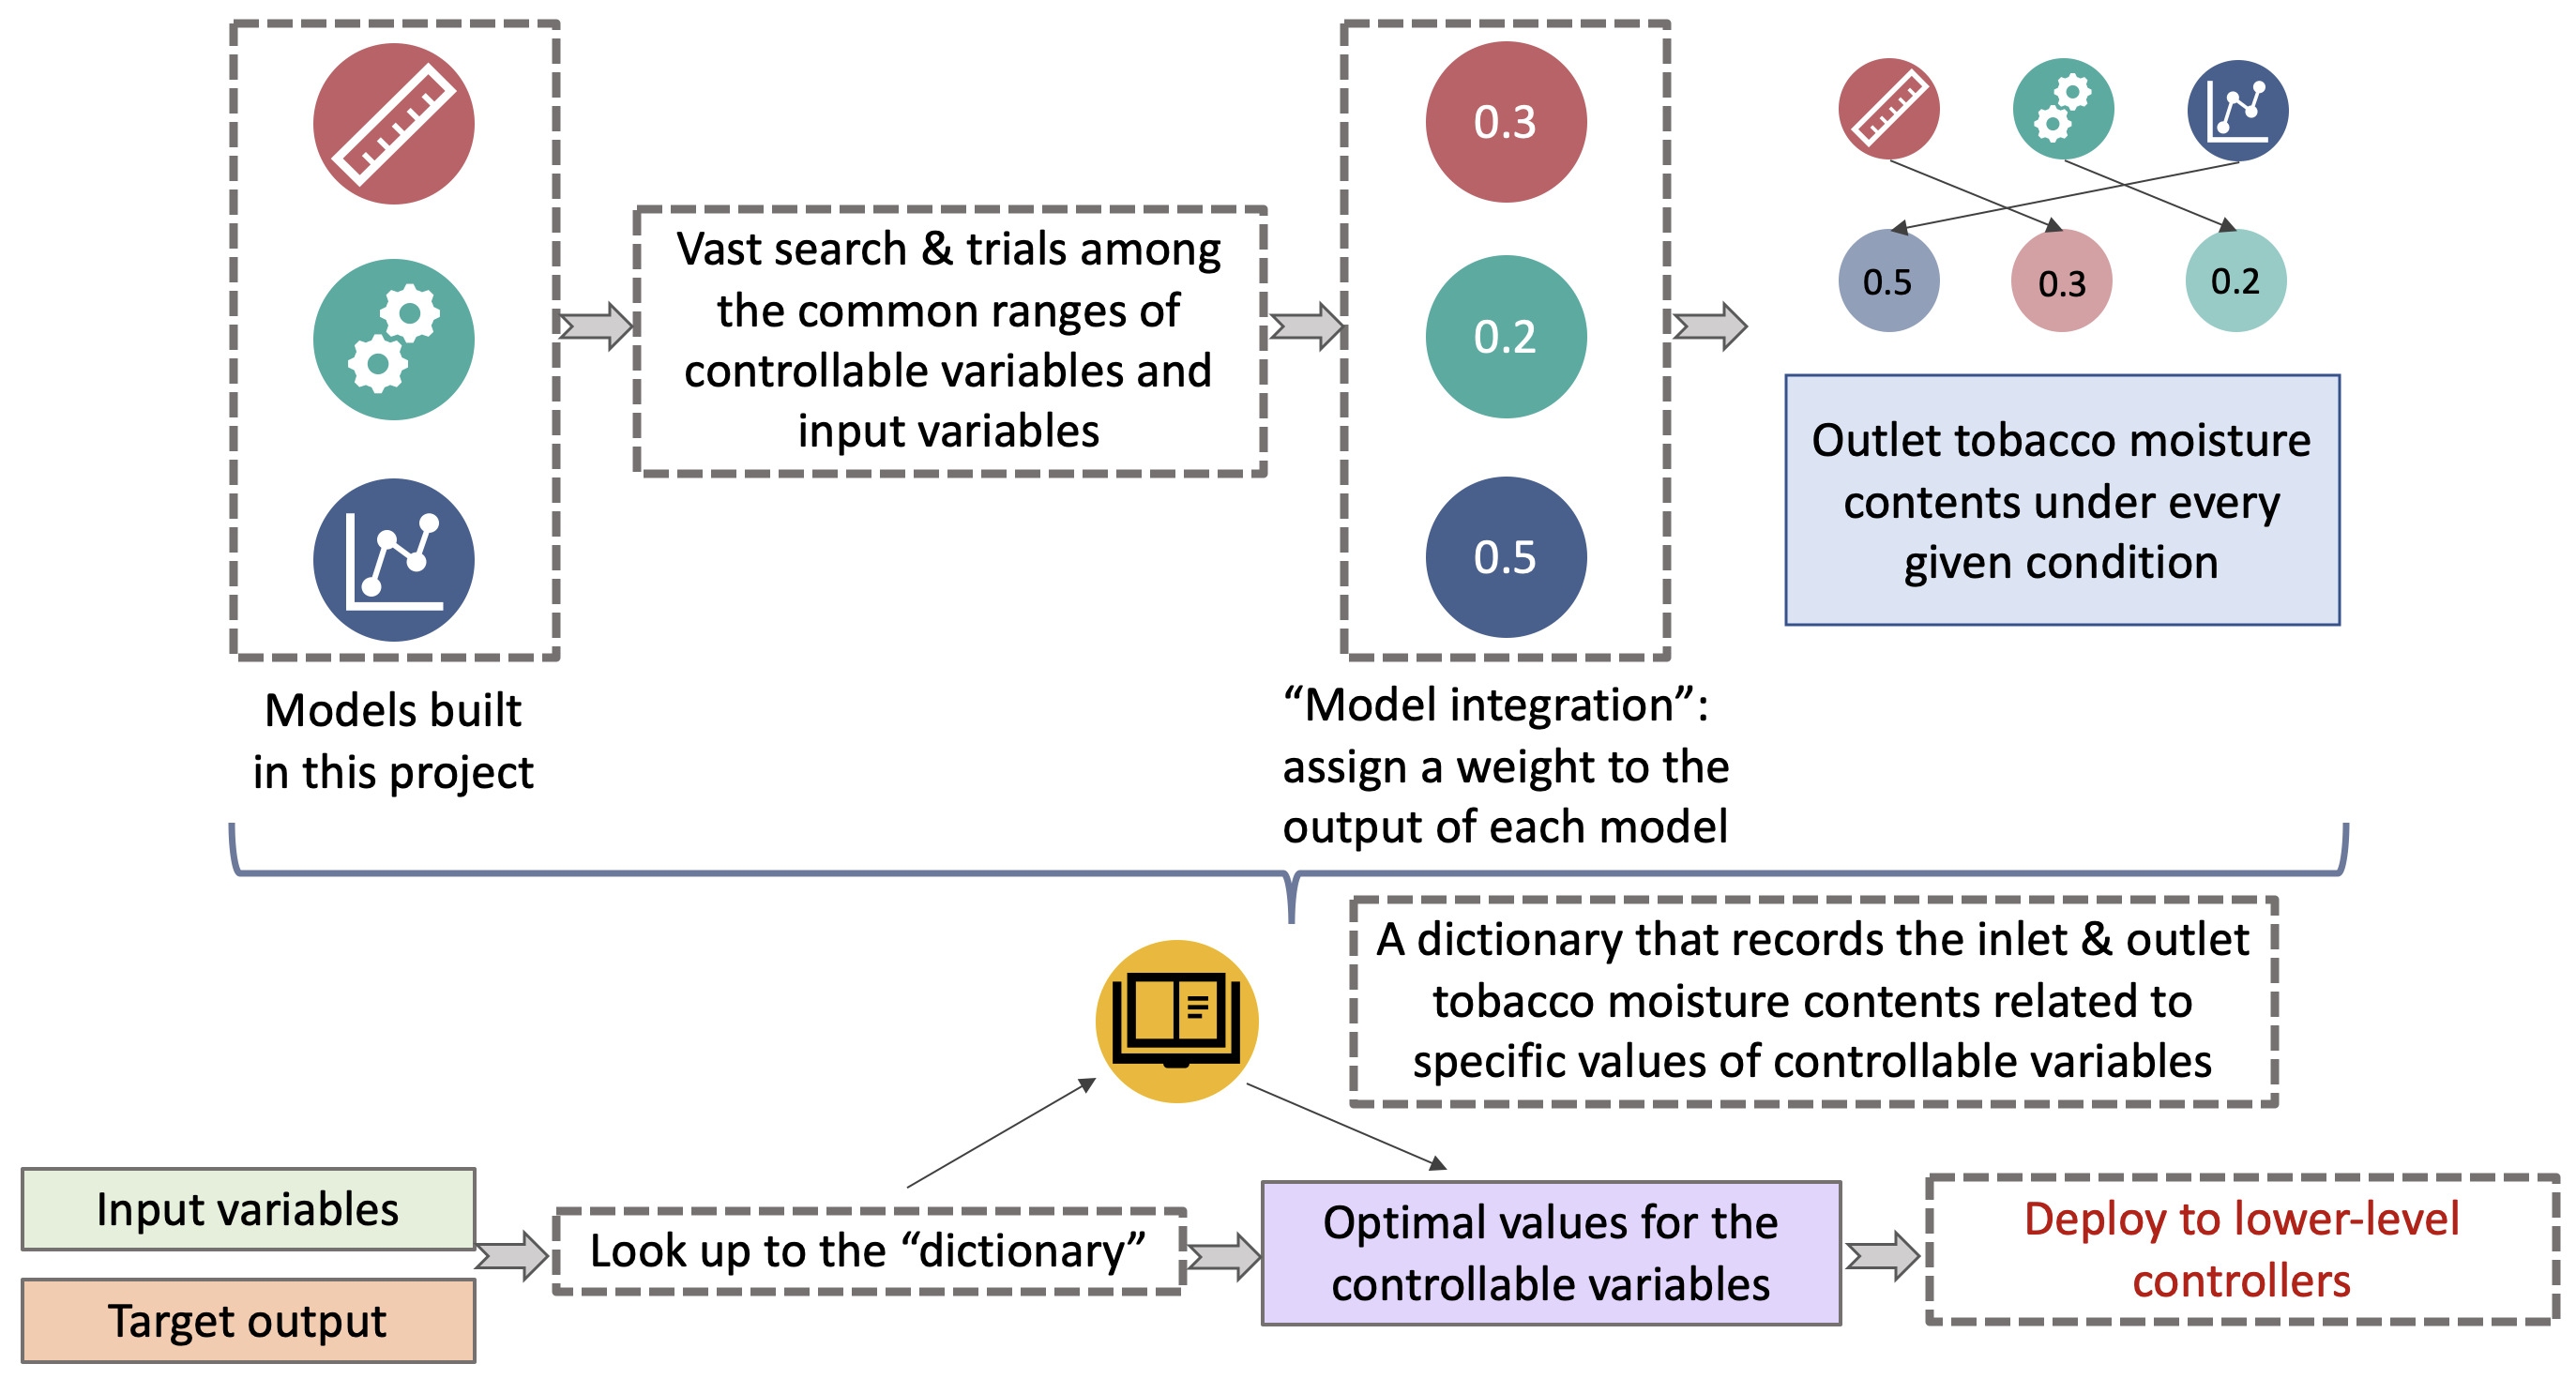 Vast search & trials among
the common ranges of
controllable variables and
input variables
0.3
0.2
0.5
0.5
0.3
0.2
Outlet tobacco moisture
contents under every
given condition
Models built
in this project
“Model integration”:
assign a weight to the
output of each model
A dictionary that records the inlet & outlet
tobacco moisture contents related to
specific values of controllable variables
Input variables
Target output
Look up to the “dictionary”
Optimal values for the
controllable variables
Deploy to lower-level
controllers